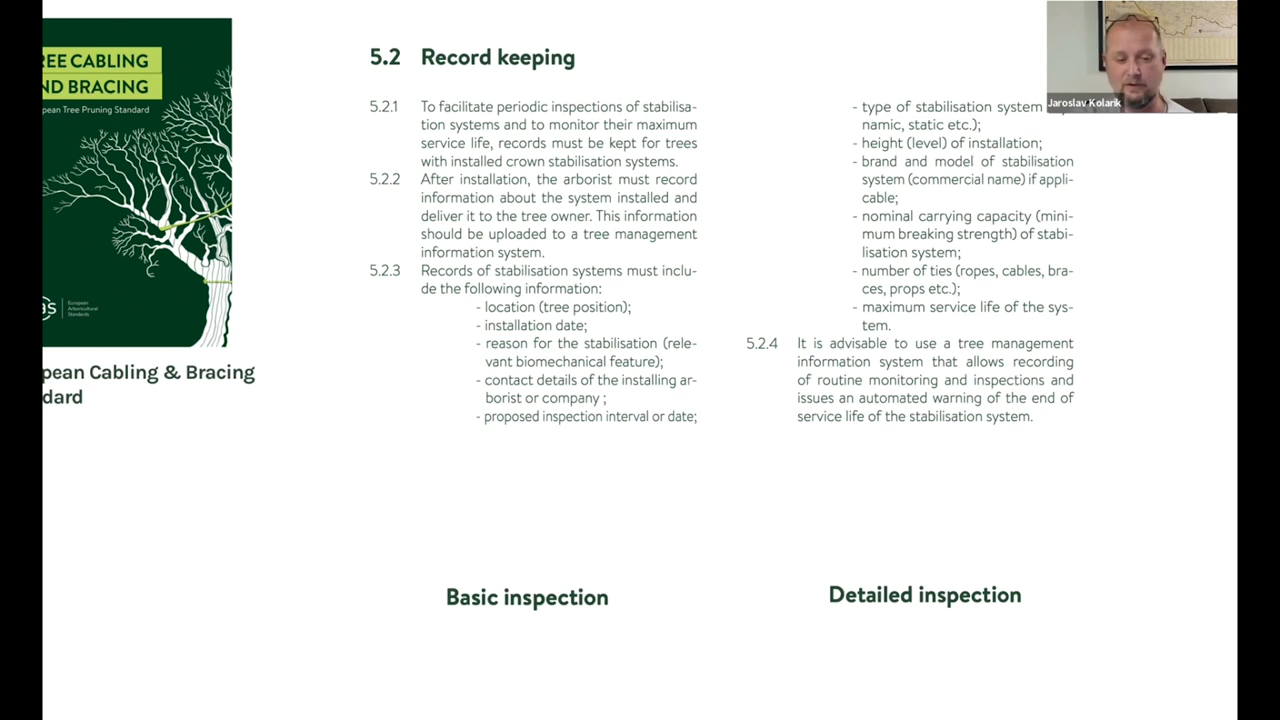 REE CABLING
ND BRACING
pean Tree Pruning Standard
as
European
Arboricultural
Standards
pean Cabling & Bracing
dard
5.2 Record keeping
5.2.1 To facilitate periodic inspections of stabilisa-
tion systems and to monitor their maximum
service life, records must be kept for trees
with installed crown stabilisation systems.
5.2.2 After installation, the arborist must record
information about the system installed and
deliver it to the tree owner. This information
should be uploaded to a tree management
information system.
5.2.3 Records of stabilisation systems must inclu-
de the following information:
- location (tree position);
- installation date;
- reason for the stabilisation (rele-
vant biomechanical feature);
- contact details of the installing ar-
borist or company ;
- proposed inspection interval or date;
- type of stabilisation system
namic, static etc.);
- height (level) of installation;
- brand and model of stabilisation
system (commercial name) if appli-
cable;
- nominal carrying capacity (mini-
mum breaking strength) of stabi-
lisation system;
- number of ties (ropes, cables, bra-
ces, props etc.);
- maximum service life of the sys-
tem.
5.2.4 It is advisable to use a tree management
information system that allows recording
of routine monitoring and inspections and
issues an automated warning of the end of
service life of the stabilisation system.
Basic inspection
Detailed inspection
Jaroslav Kolarik